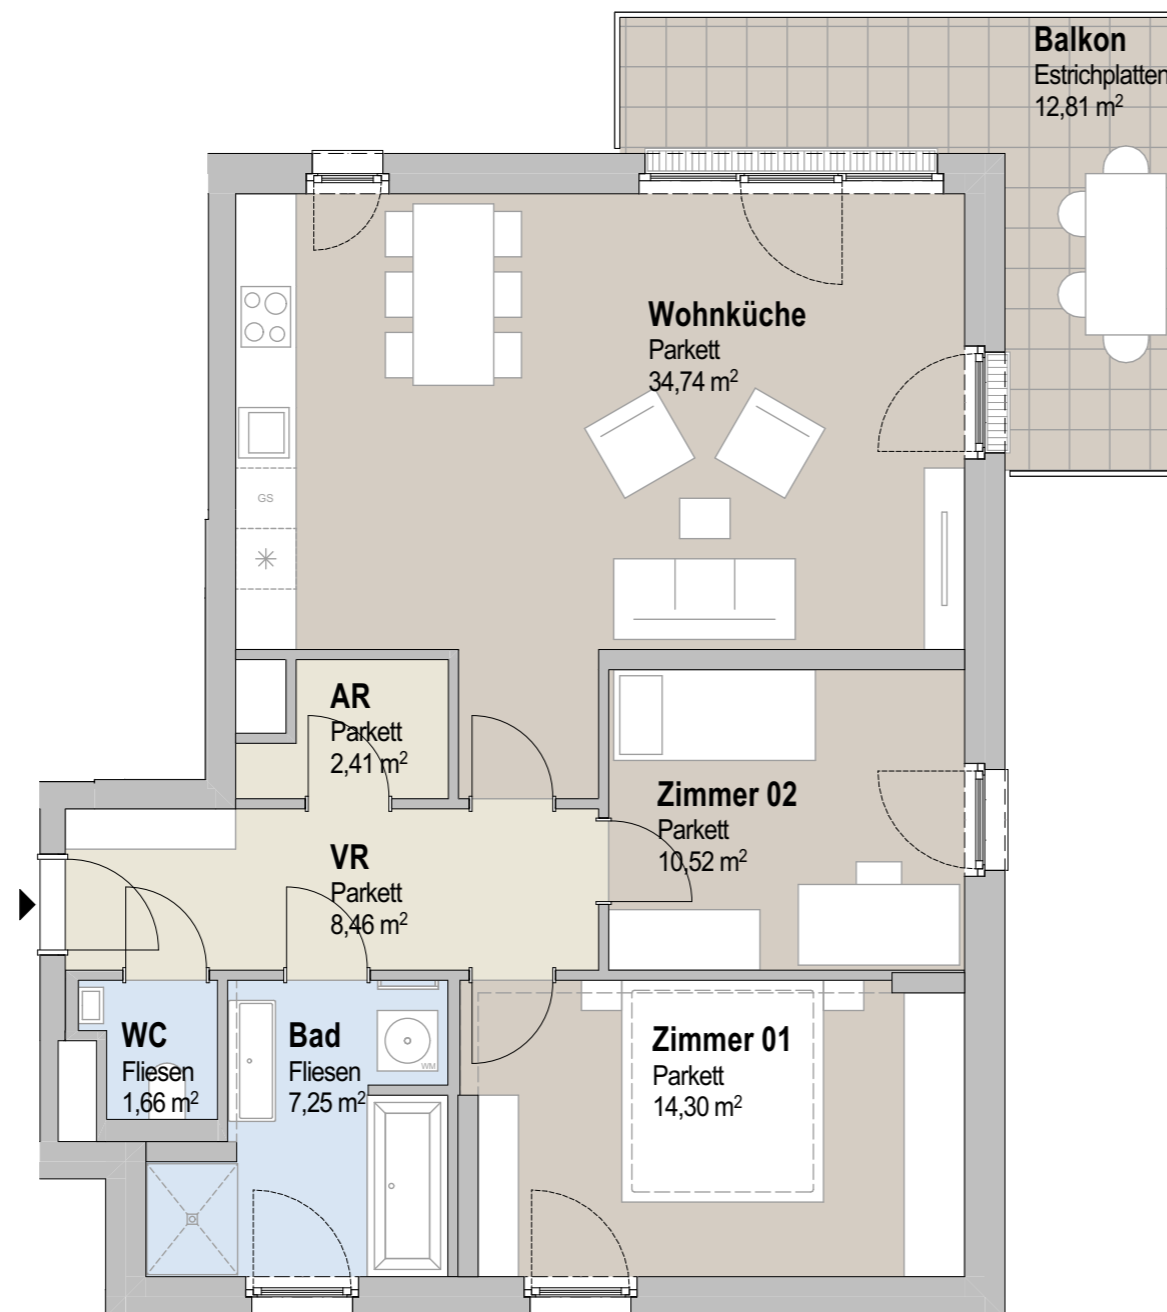 Balkon
Estrichplatten
12,81 m²
Wohnküche
Parkett
34,74 m²
GS
AR
Parkett
2,41 m²
Zimmer 02
Parkett
10,52 m²
VR
Parkett
8,46 m²
WC
Fliesen
1,66 m²
Bad
Fliesen
7,25 m²
WM
Zimmer 01
Parkett
14,30 m²